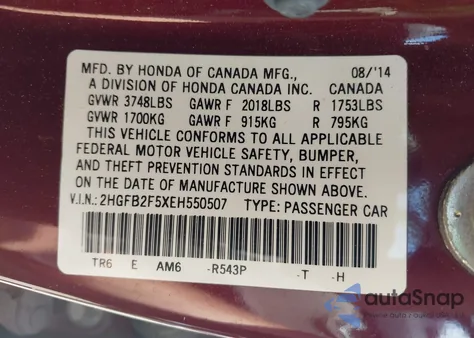 MFD. BY HONDA OF CANADA MFG., 08/'14
A DIVISION OF HONDA CANADA INC. CANADA
GVWR 3748LBS GAWR F 2018LBS R 1753LBS
GVWR 1700KG GAWR F 915KG R 795KG
THIS VEHICLE CONFORMS TO ALL APPLICABLE
FEDERAL MOTOR VEHICLE SAFETY, BUMPER,
AND THEFT PREVENTION STANDARDS IN EFFECT
ON THE DATE OF MANUFACTURE SHOWN ABOVE.
V.I.N.: 2HGFB2F5XEH550507 TYPE: PASSENGER CAR
TR6 E AM6 -R543P -T -H
autoSnap